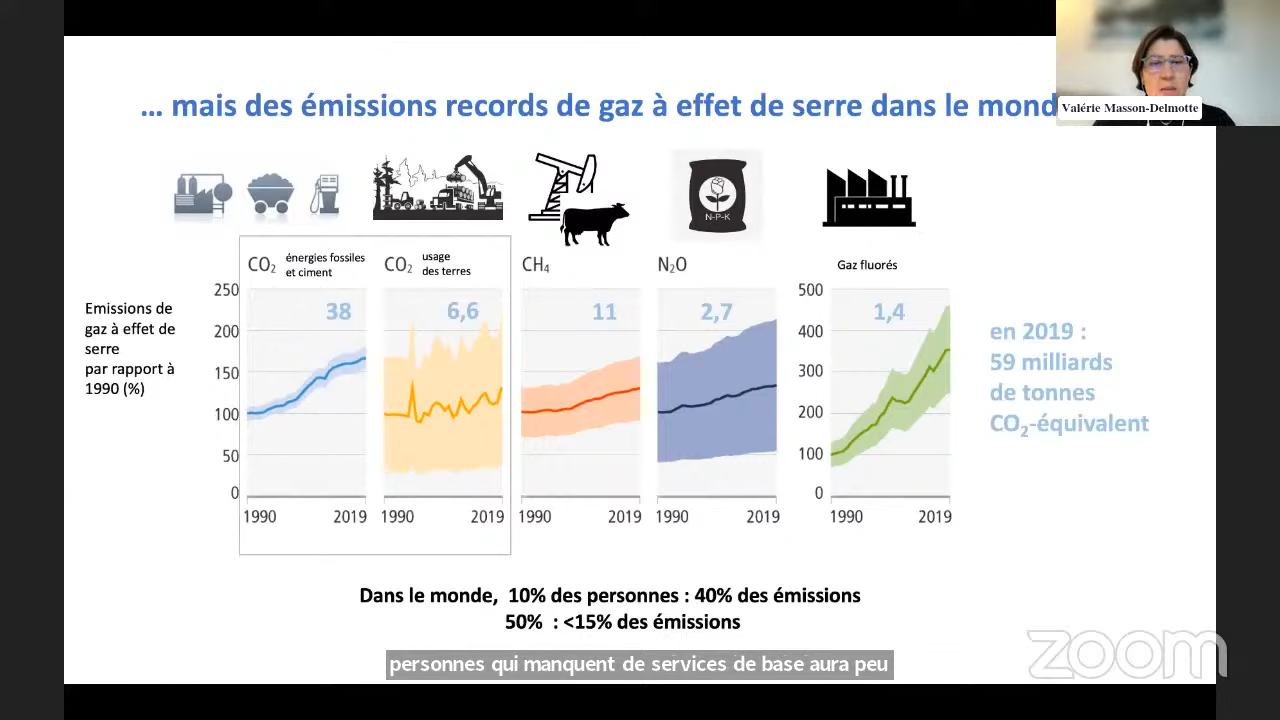 … mais des émissions records de gaz à effet de serre dans le mond
Valérie Masson-Delmotte
N-P-K
CO₂ énergies fossiles et ciment
CO₂ usage des terres
CH₄
N₂O
Gaz fluorés
Emissions de
gaz à effet de
serre
par rapport à
1990 (%)
250
200
150
100
50
0
38
6,6
11
2,7
500
400
300
200
100
0
1,4
1990 2019
1990 2019
1990 2019
1990 2019
1990 2019
en 2019 :
59 milliards
de tonnes
CO₂-équivalent
Dans le monde, 10% des personnes : 40% des émissions
50% : <15% des émissions
personnes qui manquent de services de base aura peu
zoom